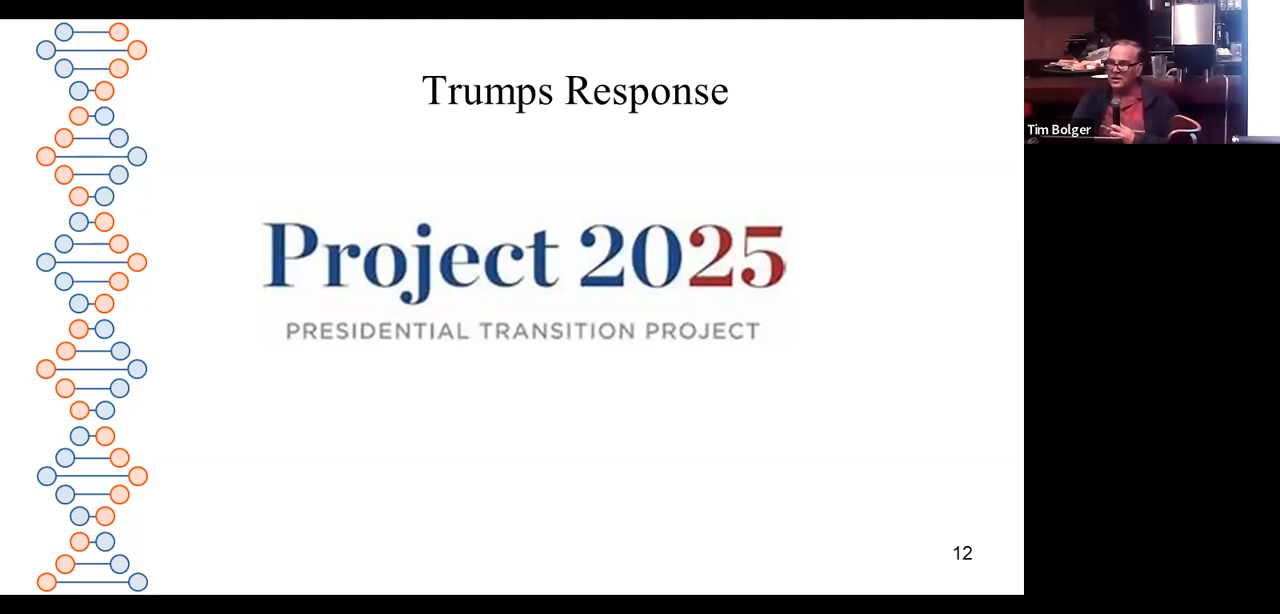 Trumps Response
Project 2025
PRESIDENTIAL TRANSITION PROJECT
12
Tim Bolger